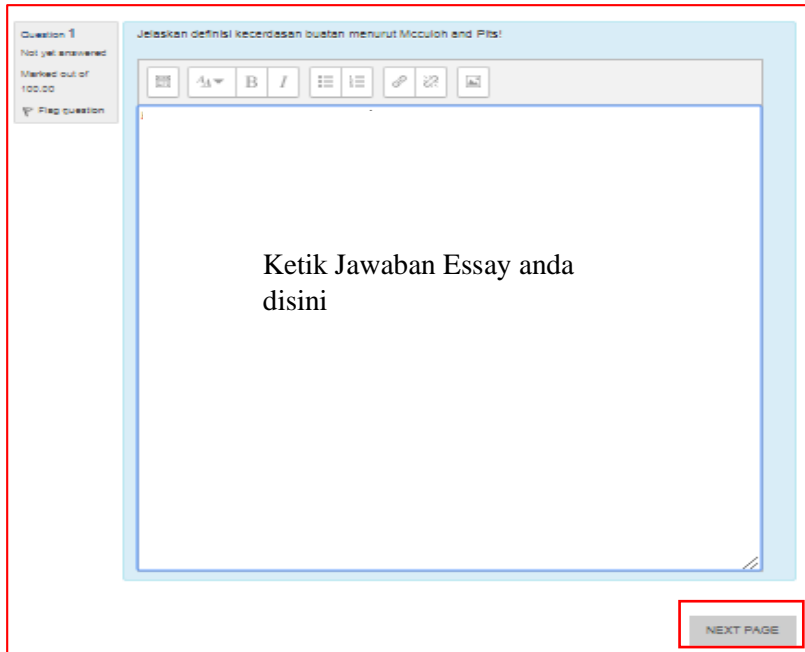 Question 1
Not yet answered
Marked out of
100.00
Flag question
Jelaskan definisi kecerdasan buatan menurut Mcculoh and Pits!
B
I
Ketik Jawaban Essay anda
disini
NEXT PAGE